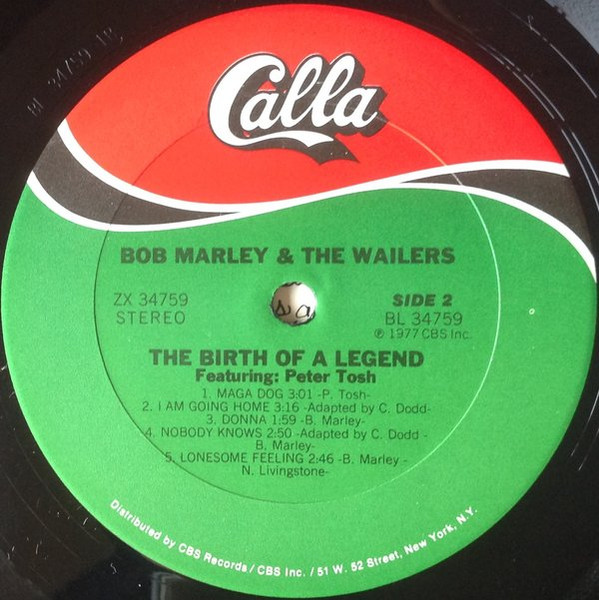 Calla
BOB MARLEY & THE WAILERS
ZX 34759
STEREO
SIDE 2
BL 34759
℗ 1977 CBS Inc.
THE BIRTH OF A LEGEND
Featuring: Peter Tosh
1. MAGA DOG 3:01 -P. Tosh-
2. I AM GOING HOME 3:16 -Adapted by C. Dodd-
3. DONNA 1:59 -B. Marley-
4. NOBODY KNOWS 2:50 -Adapted by C. Dodd -
B. Marley-
5. LONESOME FEELING 2:46 -B. Marley -
N. Livingstone-
Distributed by CBS Records / CBS Inc. / 51 W. 52 Street, New York, N.Y.